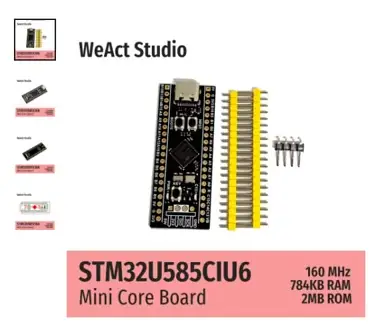 WeAct Studio
STM32U585CIU6
Mini Core Board
160 MHz
784KB RAM
2MB ROM